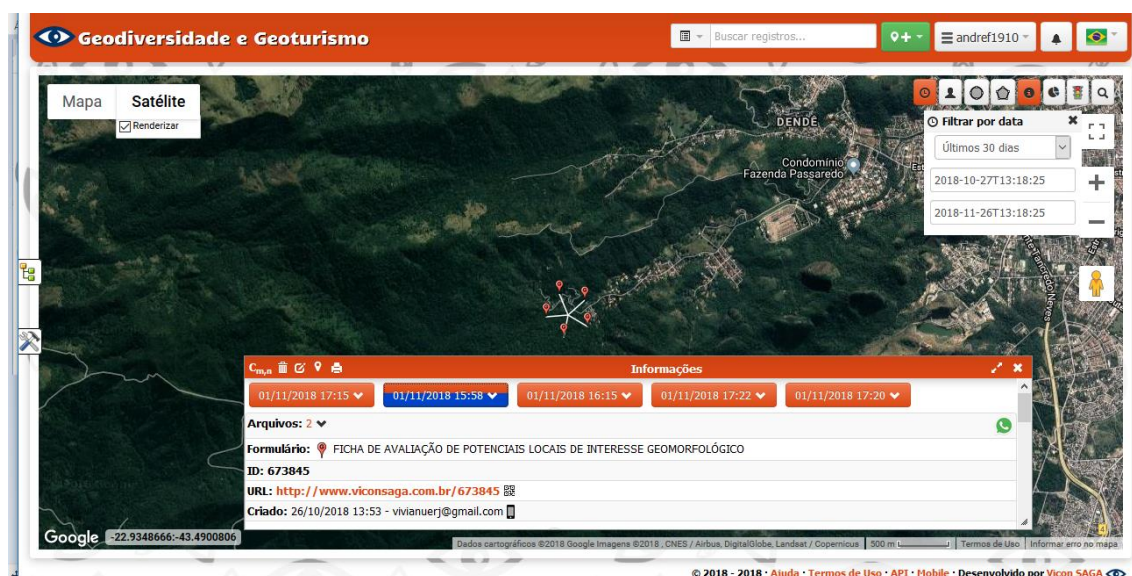 Geodiversidade e Geoturismo
Buscar registros...
andref1910
Mapa
Satélite
Renderizar
DENDÊ
Condomínio
Fazenda Passaredo
Filtrar por data
Últimos 30 dias
2018-10-27T13:18:25
2018-11-26T13:18:25
Informações
01/11/2018 17:15
01/11/2018 15:58
01/11/2018 16:15
01/11/2018 17:22
01/11/2018 17:20
Arquivos: 2
Formulário: FICHA DE AVALIAÇÃO DE POTENCIAIS LOCAIS DE INTERESSE GEOMORFOLÓGICO
ID: 673845
URL: http://www.viconsaga.com.br/673845
Criado: 26/10/2018 13:53 - vivianuerj@gmail.com
Google
-22.9348666:-43.4900806
Dados cartográficos ©2018 Google Imagens ©2018 , CNES / Airbus, DigitalGlobe, Landsat / Copernicus
500 m
Termos de Uso
Informar erro no mapa
© 2018 - 2018 · Ajuda · Termos de Uso · API · Mobile · Desenvolvido por Vicon SAGA